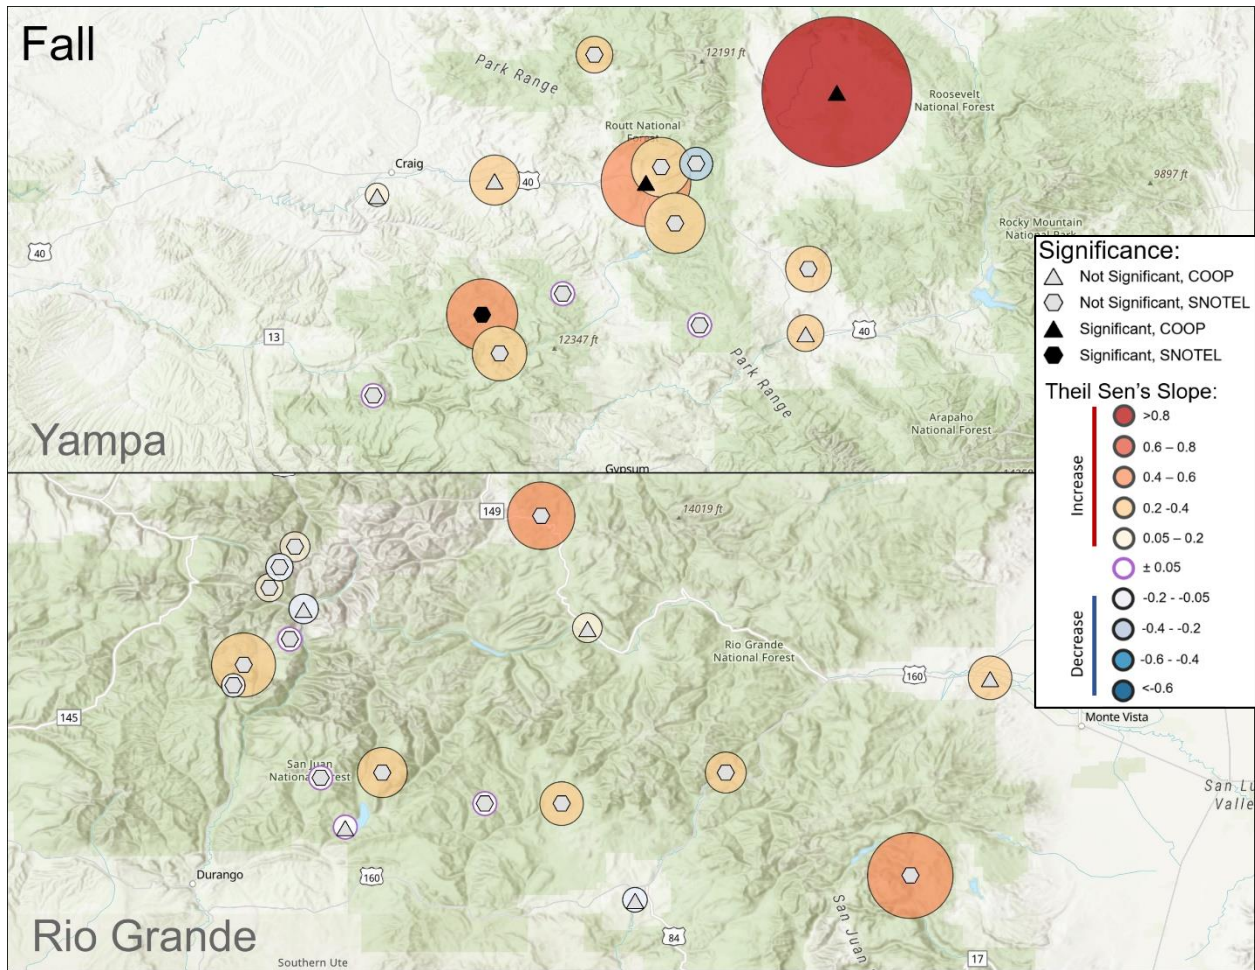 Fall
Park Range
12191 ft
Roosevelt
National Forest
Routt National
Craig
40
9897 ft
Rocky Mountain
40
Significance:
Not Significant, COOP
Not Significant, SNOTEL
Significant, COOP
Significant, SNOTEL
13
12347 ft
40
Park Range
Theil Sen's Slope:
Increase
>0.8
0.6 – 0.8
0.4 – 0.6
0.2 -0.4
0.05 – 0.2
± 0.05
Decrease
-0.2 - -0.05
-0.4 - -0.2
-0.6 - -0.4
<-0.6
Arapaho
National Forest
Yampa
Gypsum
149
14019 ft
Rio Grande
National Forest
160
145
Monte Vista
San Juan
National Forest
San Lu
Valle
Durango
160
San Juan
84
Rio Grande
Southern Ute
17